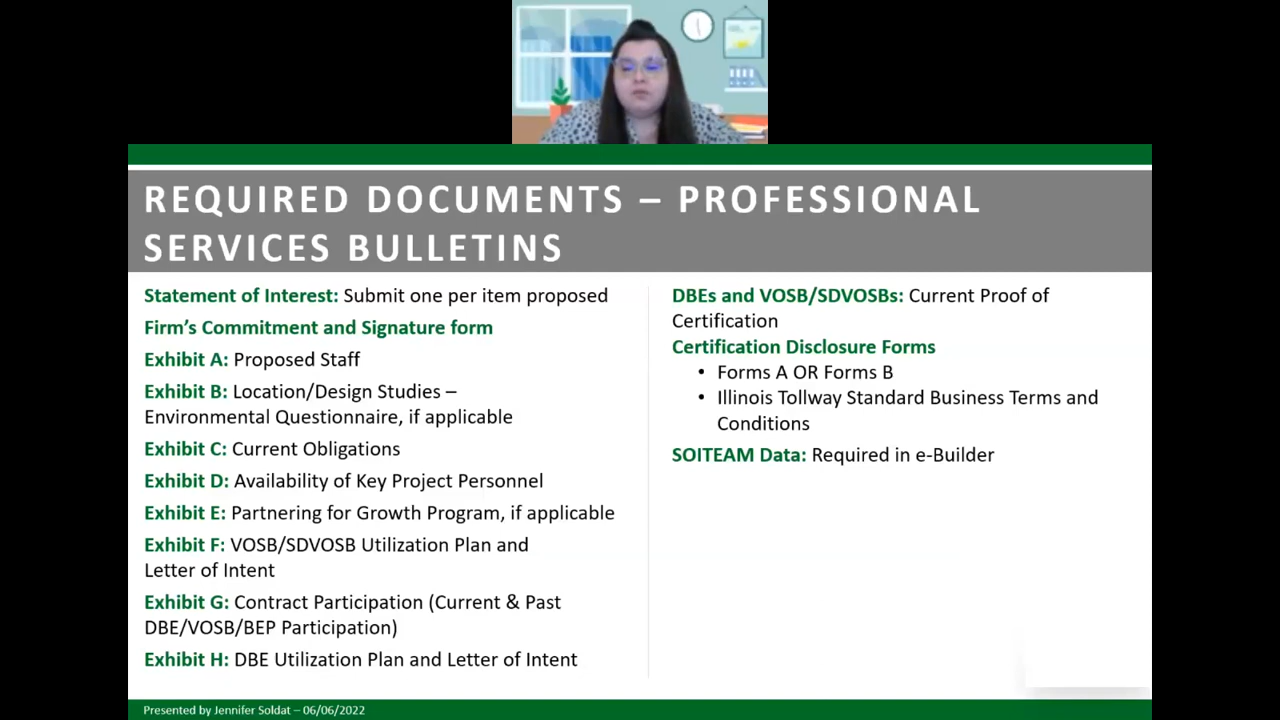 REQUIRED DOCUMENTS – PROFESSIONAL
SERVICES BULLETINS
Statement of Interest: Submit one per item proposed
Firm's Commitment and Signature form
Exhibit A: Proposed Staff
Exhibit B: Location/Design Studies –
Environmental Questionnaire, if applicable
Exhibit C: Current Obligations
Exhibit D: Availability of Key Project Personnel
Exhibit E: Partnering for Growth Program, if applicable
Exhibit F: VOSB/SDVOSB Utilization Plan and
Letter of Intent
Exhibit G: Contract Participation (Current & Past
DBE/VOSB/BEP Participation)
Exhibit H: DBE Utilization Plan and Letter of Intent
DBEs and VOSB/SDVOSBs: Current Proof of
Certification
Certification Disclosure Forms
• Forms A OR Forms B
• Illinois Tollway Standard Business Terms and
Conditions
SOITEAM Data: Required in e-Builder
Presented by Jennifer Soldat – 06/06/2022